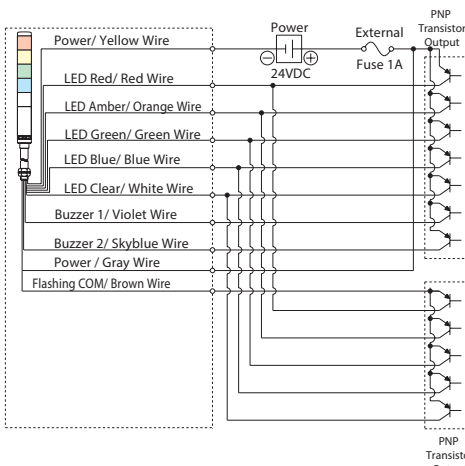 Power
External
PNP
Transistor
Output
Power/ Yellow Wire
24VDC
Fuse 1A
LED Red/ Red Wire
LED Amber/ Orange Wire
LED Green/ Green Wire
LED Blue/ Blue Wire
LED Clear/ White Wire
Buzzer 1/ Violet Wire
Buzzer 2/ Skyblue Wire
Power / Gray Wire
Flashing COM/ Brown Wire
PNP